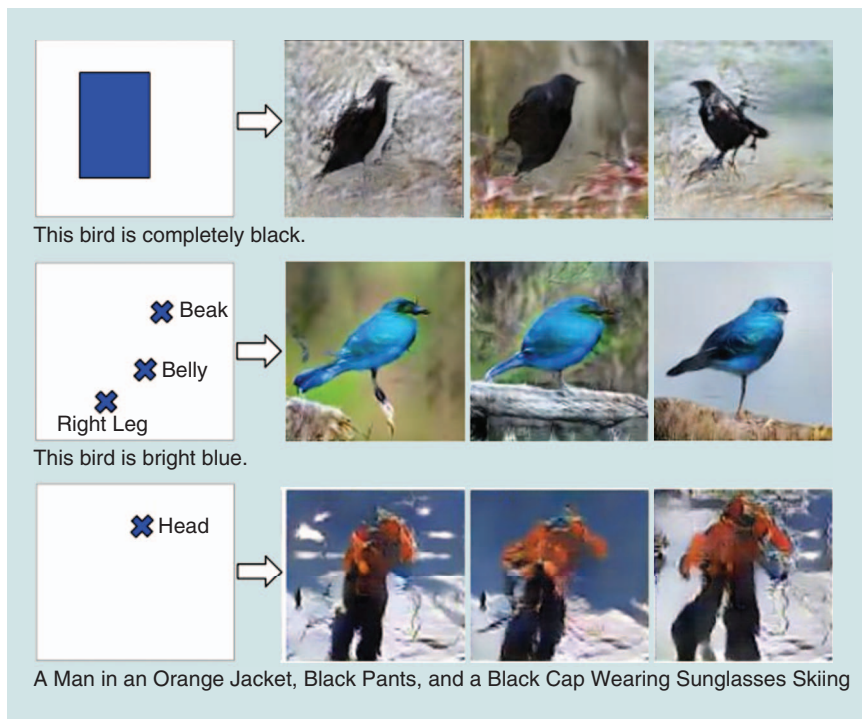 This bird is completely black.
Beak
Belly
Right Leg
This bird is bright blue.
Head
A Man in an Orange Jacket, Black Pants, and a Black Cap Wearing Sunglasses Skiing